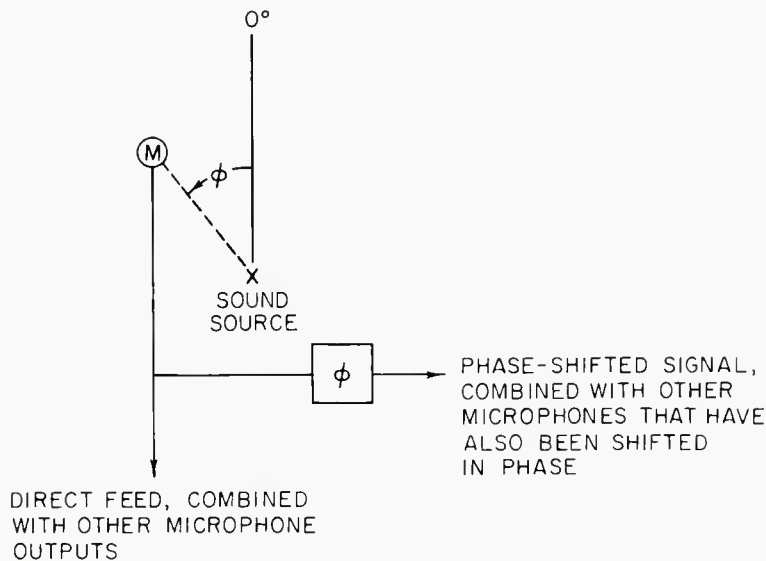 0°
M
ϕ
X
SOUND
SOURCE
ϕ
PHASE-SHIFTED SIGNAL,
COMBINED WITH OTHER
MICROPHONES THAT HAVE
ALSO BEEN SHIFTED
IN PHASE
DIRECT FEED, COMBINED
WITH OTHER MICROPHONE
OUTPUTS